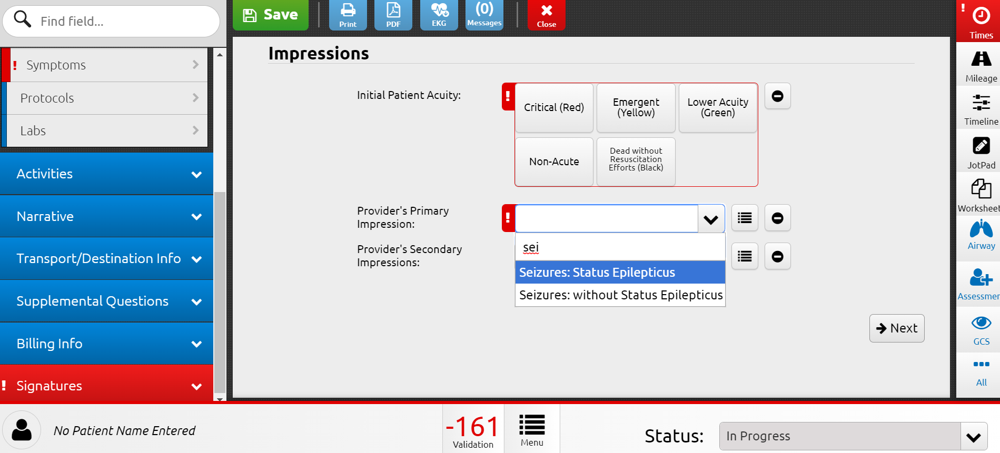 Find field...
Save
Print
PDF
EKG
(0)
Messages
Close
! Times
Mileage
Timeline
JotPad
Worksheet
Airway
Assessmen
GCS
All
! Symptoms
Protocols
Labs
Activities
Narrative
Transport/Destination Info
Supplemental Questions
Billing Info
! Signatures
Impressions
Initial Patient Acuity:
!
Critical (Red)
Emergent
(Yellow)
Lower Acuity
(Green)
Non-Acute
Dead without
Resuscitation
Efforts (Black)
Provider's Primary
Impression:
!
sei
Seizures: Status Epilepticus
Seizures: without Status Epilepticus
Provider's Secondary
Impressions:
Next
No Patient Name Entered
-161
Validation
Menu
Status:
In Progress